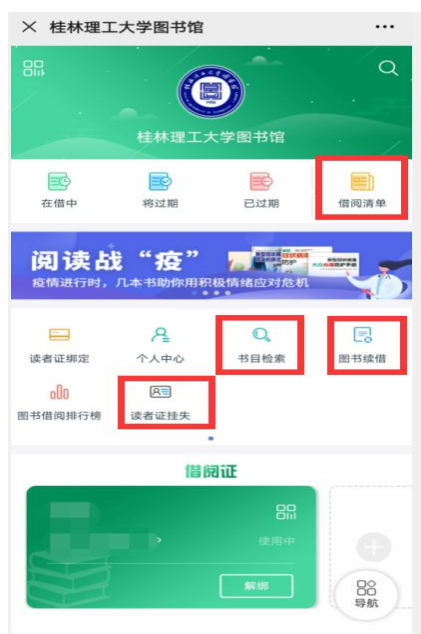 桂林理工大学图书馆
桂林理工大学图书馆
在借中 将过期 已过期 借阅清单
阅读战“疫”
疫情进行时，几本书助你用积极情绪应对危机
读者证绑定 个人中心 书目检索 图书续借
图书借阅排行榜 读者证挂失
借阅证
使用中
解绑
导航